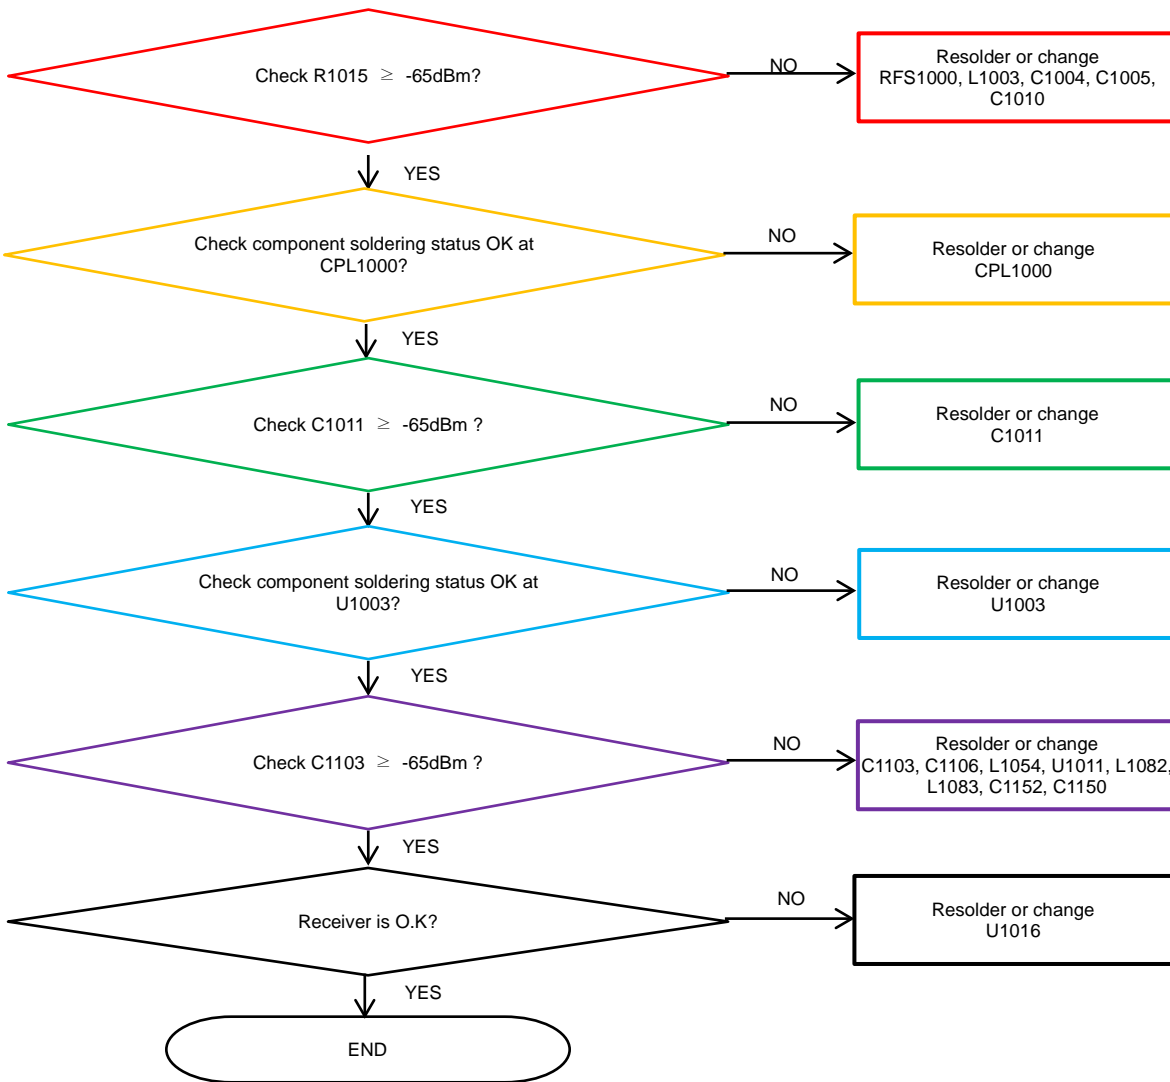 Check R1015 ≥ -65dBm?
NO
Resolder or change
RFS1000, L1003, C1004, C1005,
C1010
YES
Check component soldering status OK at
CPL1000?
NO
Resolder or change
CPL1000
YES
Check C1011 ≥ -65dBm ?
NO
Resolder or change
C1011
YES
Check component soldering status OK at
U1003?
NO
Resolder or change
U1003
YES
Check C1103 ≥ -65dBm ?
NO
Resolder or change
C1103, C1106, L1054, U1011, L1082,
L1083, C1152, C1150
YES
Receiver is O.K?
NO
Resolder or change
U1016
YES
END